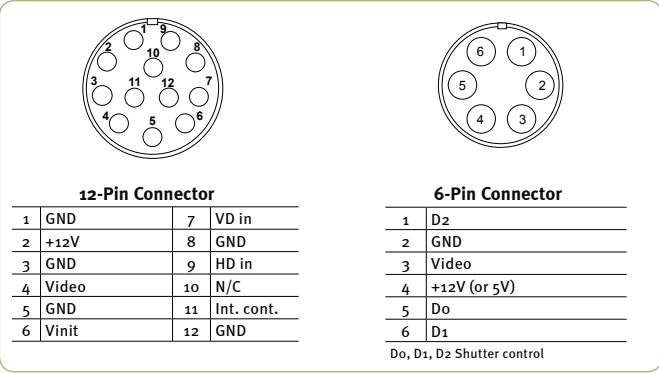 1 9
2 8
10
3 11 12 7
4 5 6
6 1
5 2
4 3
12-Pin Connector
1 GND 7 VD in
2 +12V 8 GND
3 GND 9 HD in
4 Video 10 N/C
5 GND 11 Int. cont.
6 Vinit 12 GND
6-Pin Connector
1 D2
2 GND
3 Video
4 +12V (or 5V)
5 D0
6 D1
D0, D1, D2 Shutter control